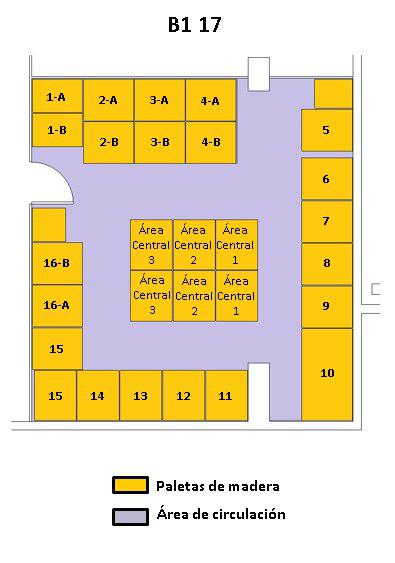 B1 17
1-A
2-A
3-A
4-A
1-B
2-B
3-B
4-B
5
6
7
8
9
10
Área
Central
3
Área
Central
2
Área
Central
1
Área
Central
3
Área
Central
2
Área
Central
1
16-B
16-A
15
15
14
13
12
11
Paletas de madera
Área de circulación